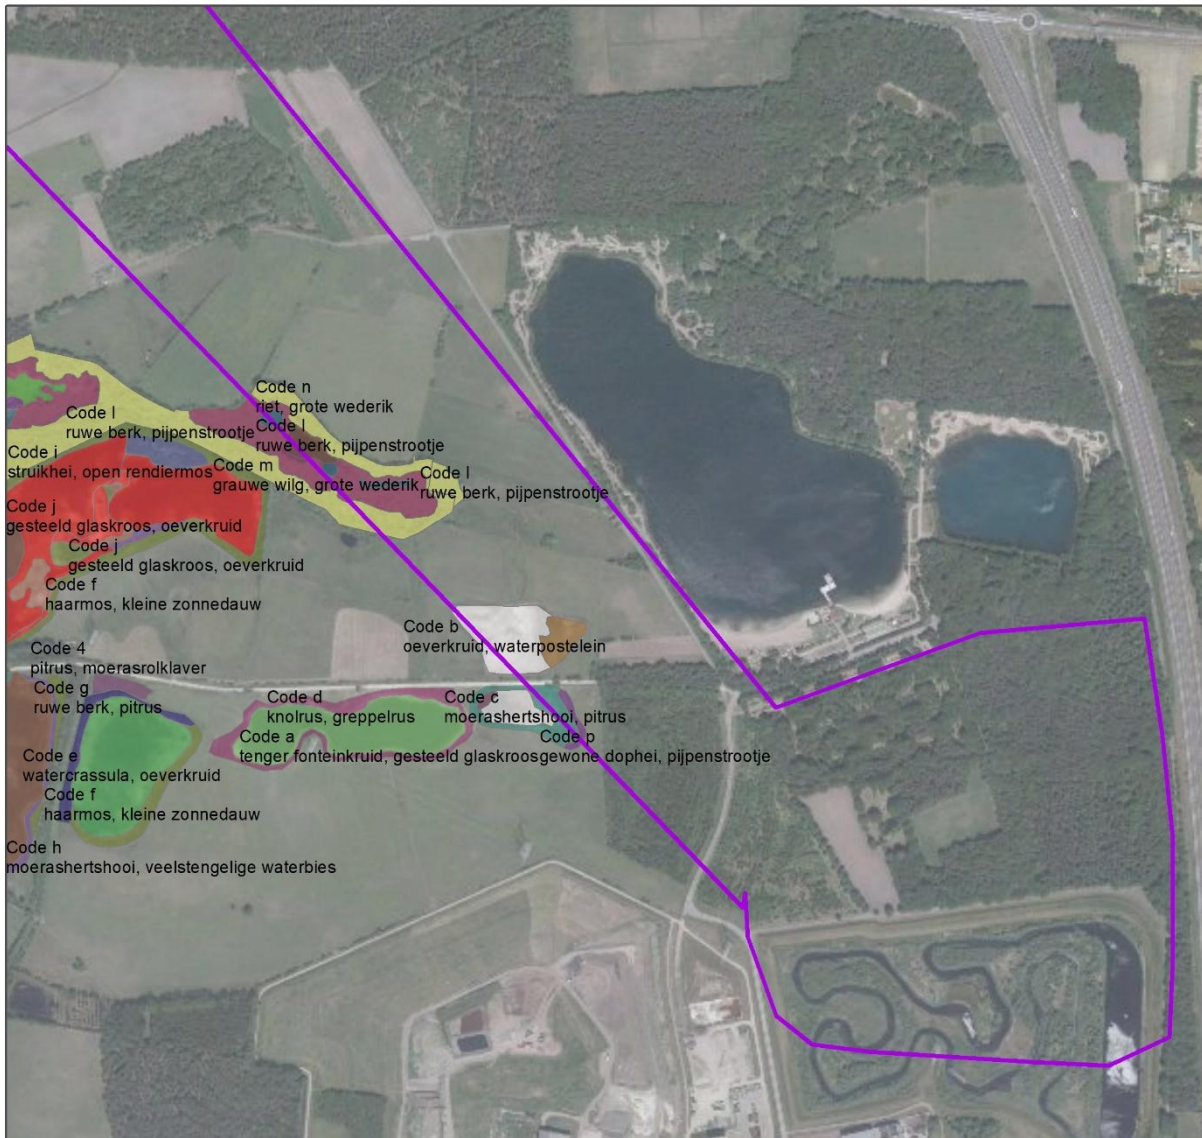 Code n
riet, grote wederik
Code l
ruwe berk, pijpenstrootje
Code l
ruwe berk, pijpenstrootje
Code i
struikhei, open rendiermos
Code m
grauwe wilg, grote wederik
Code l
ruwe berk, pijpenstrootje
Code j
gesteeld glaskroos, oeverkruid
Code j
gesteeld glaskroos, oeverkruid
Code f
haarmos, kleine zonnedauw
Code b
oeverkruid, waterpostelein
Code 4
pitrus, moerasrolklaver
Code g
ruwe berk, pitrus
Code d
knolrus, greppelrus
Code c
moerashertshooi, pitrus
Code a
tenger fonteinkruid, gesteeld glaskroos
Code p
gewone dophei, pijpenstrootje
Code e
watercrassula, oeverkruid
Code f
haarmos, kleine zonnedauw
Code h
moerashertshooi, veelstengelige waterbies